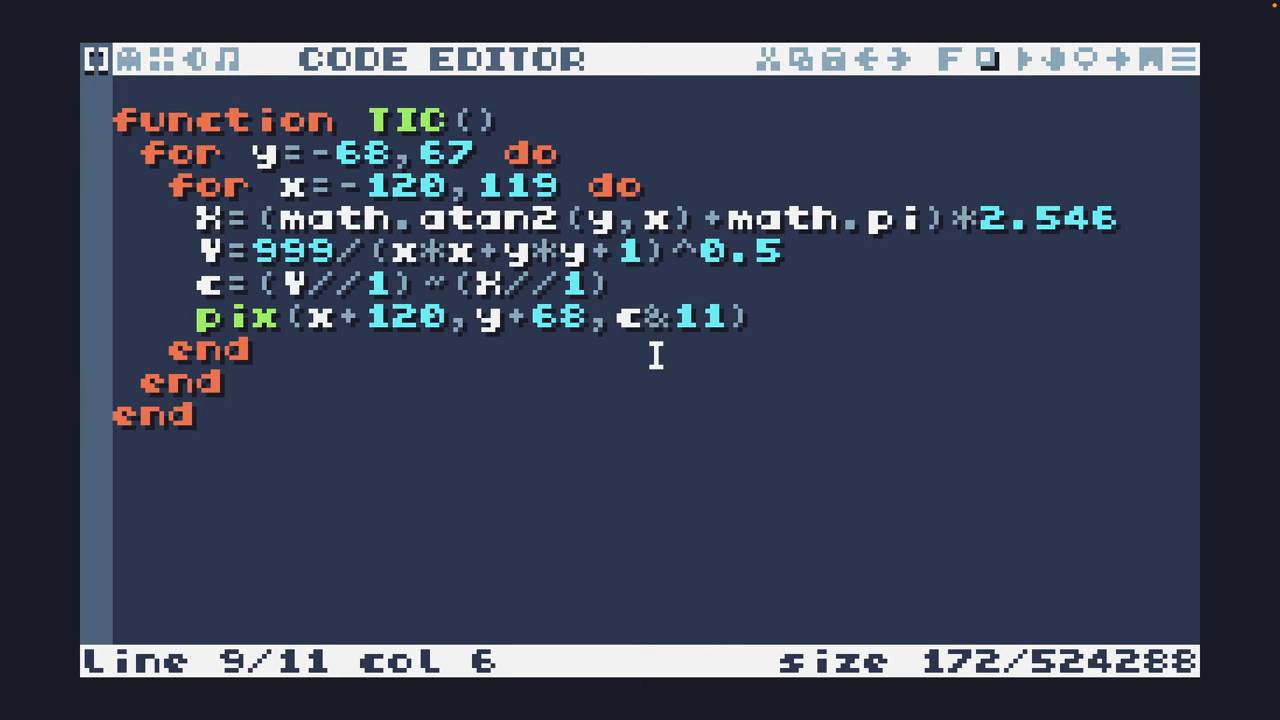 CODE EDITOR
function TIC()
for y=-68,67 do
for x=-120,119 do
X=(math.atan2(y,x)+math.pi)*2.546
Y=999/(x*x+y*y+1)^0.5
c=(Y//1)~(X//1)
pix(x+120,y+68,c&11)
end
end
end
line 9/11 col 6
size 172/524288